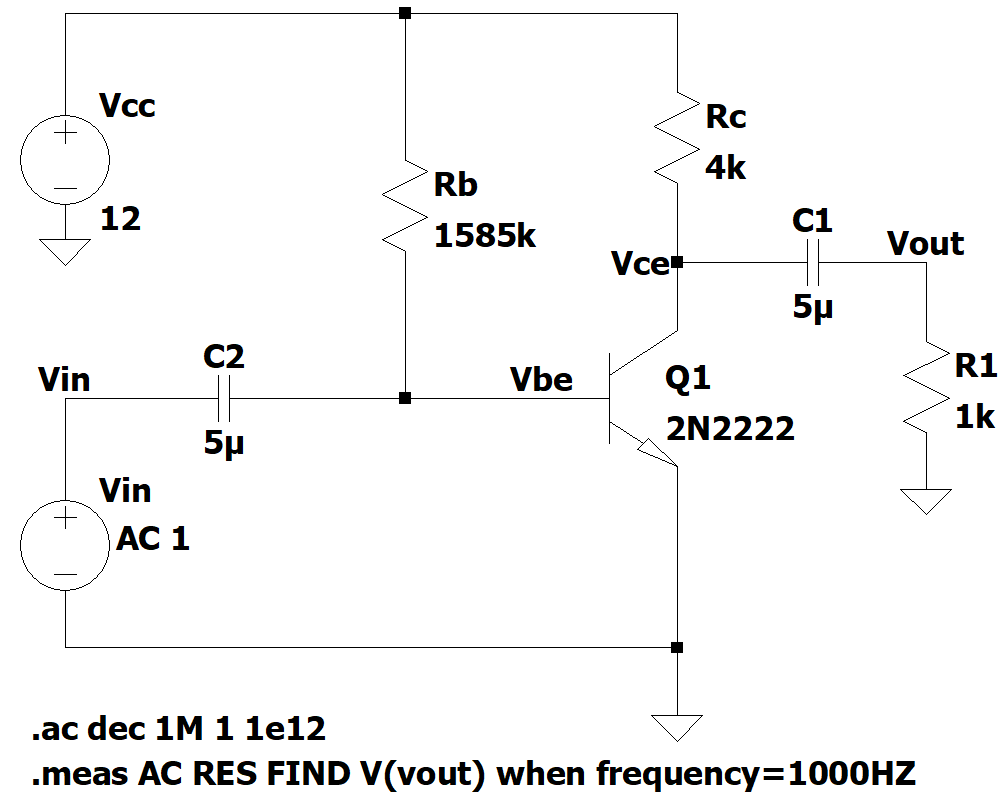 Vcc
12
Rb
1585k
Rc
4k
Vce
C1
5µ
Vout
R1
1k
Vin
C2
5µ
Vbe
Q1
2N2222
Vin
AC 1
.ac dec 1M 1 1e12
.meas AC RES FIND V(vout) when frequency=1000HZ